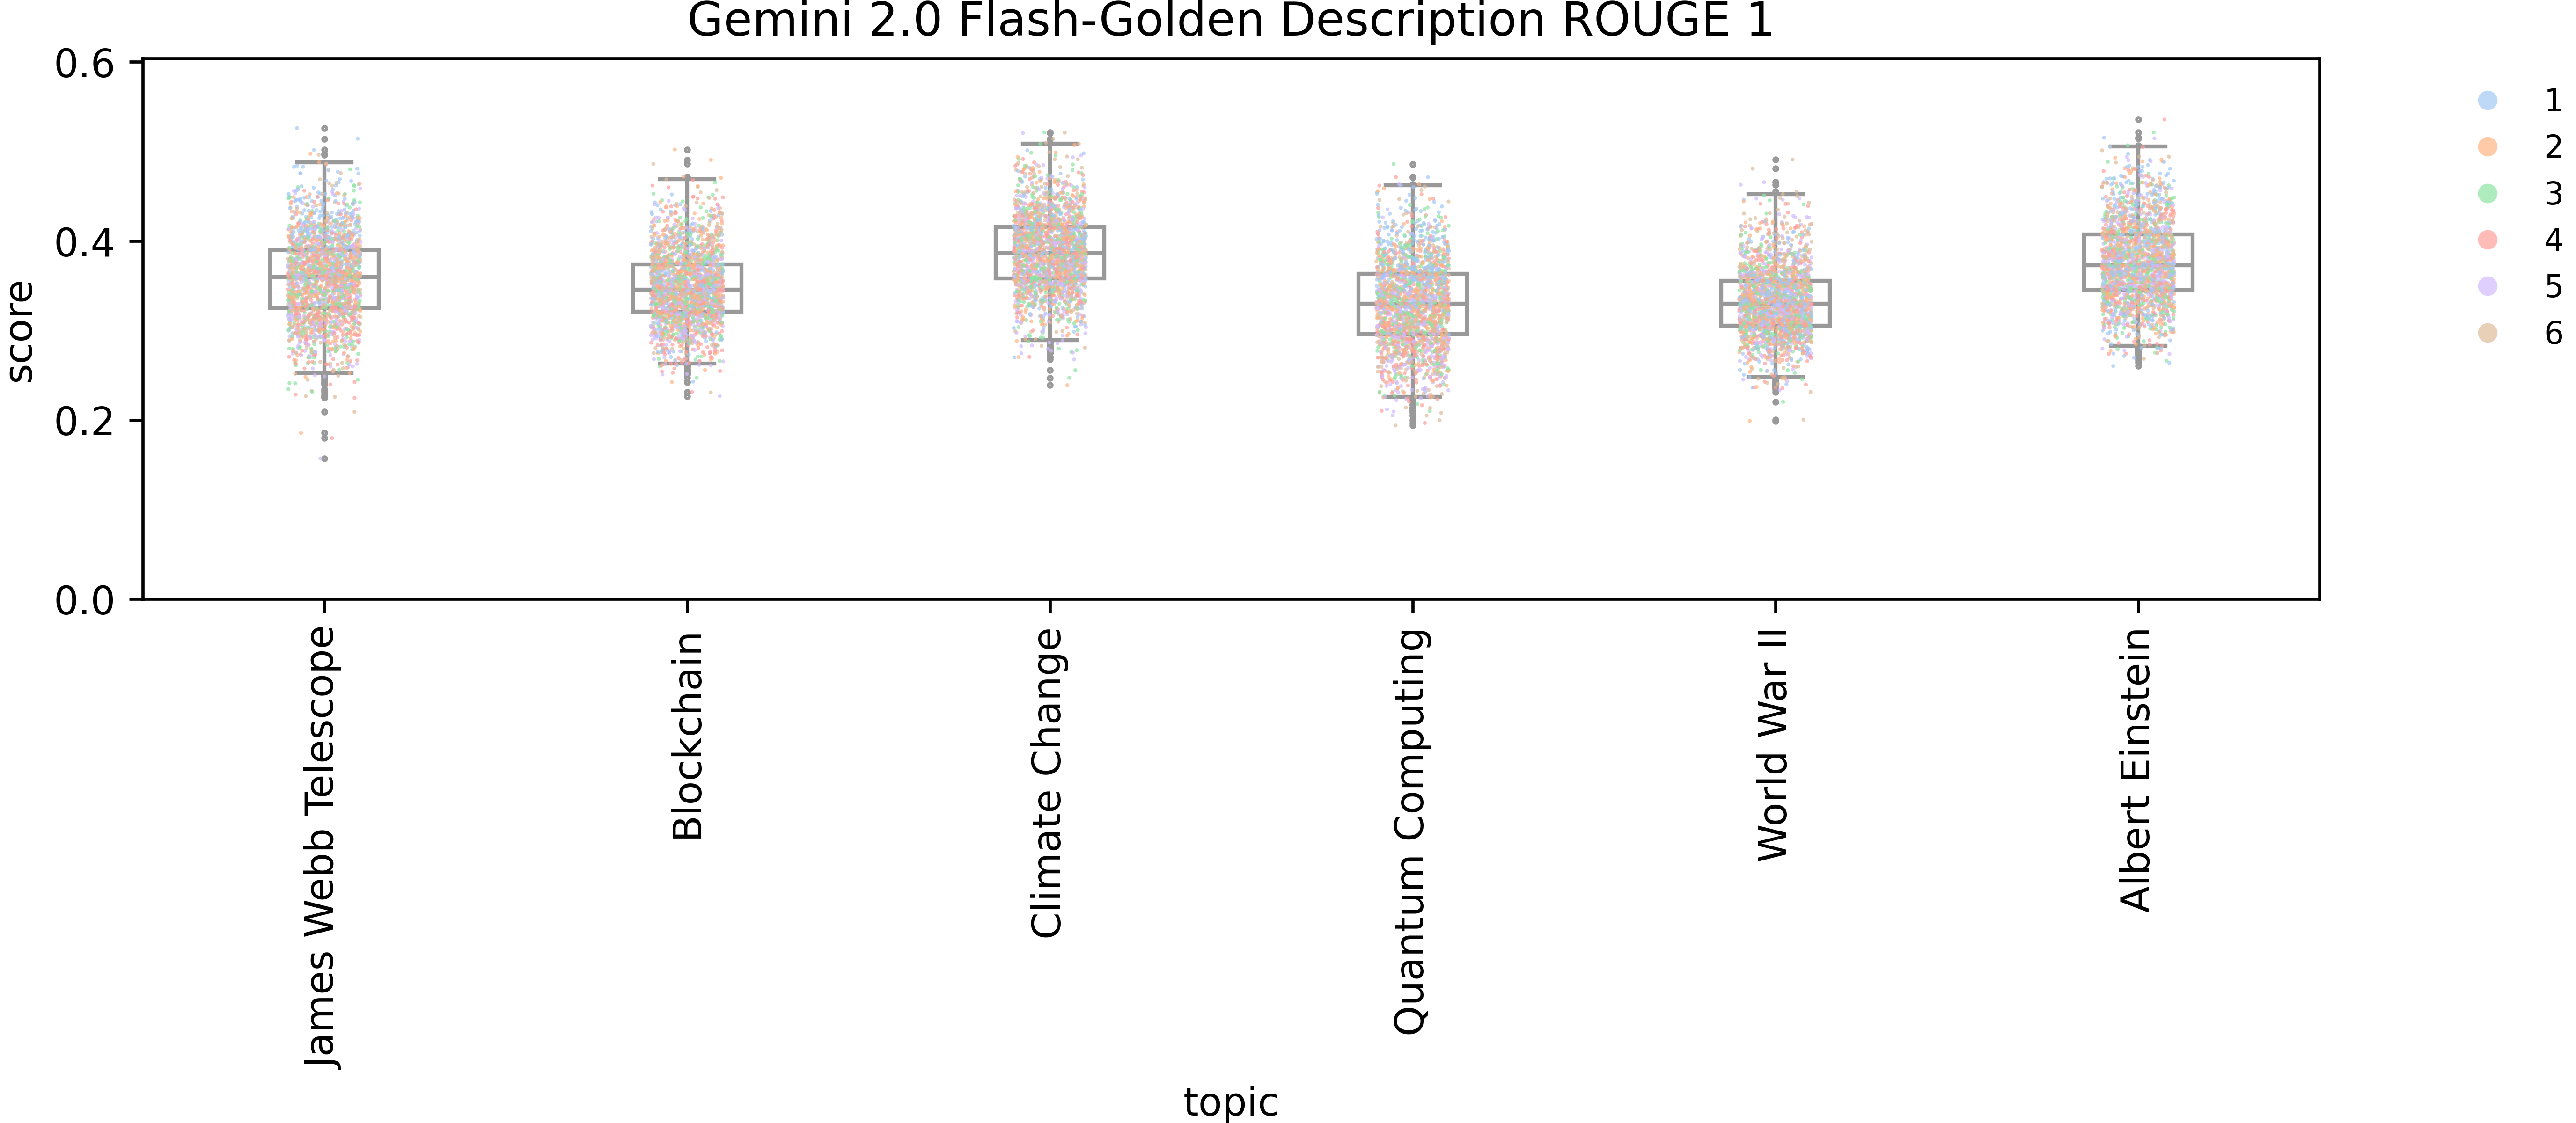 Gemini 2.0 Flash-Golden Description ROUGE 1
score
0.6
0.4
0.2
0.0
James Webb Telescope
Blockchain
Climate Change
Quantum Computing
World War II
Albert Einstein
topic
1
2
3
4
5
6